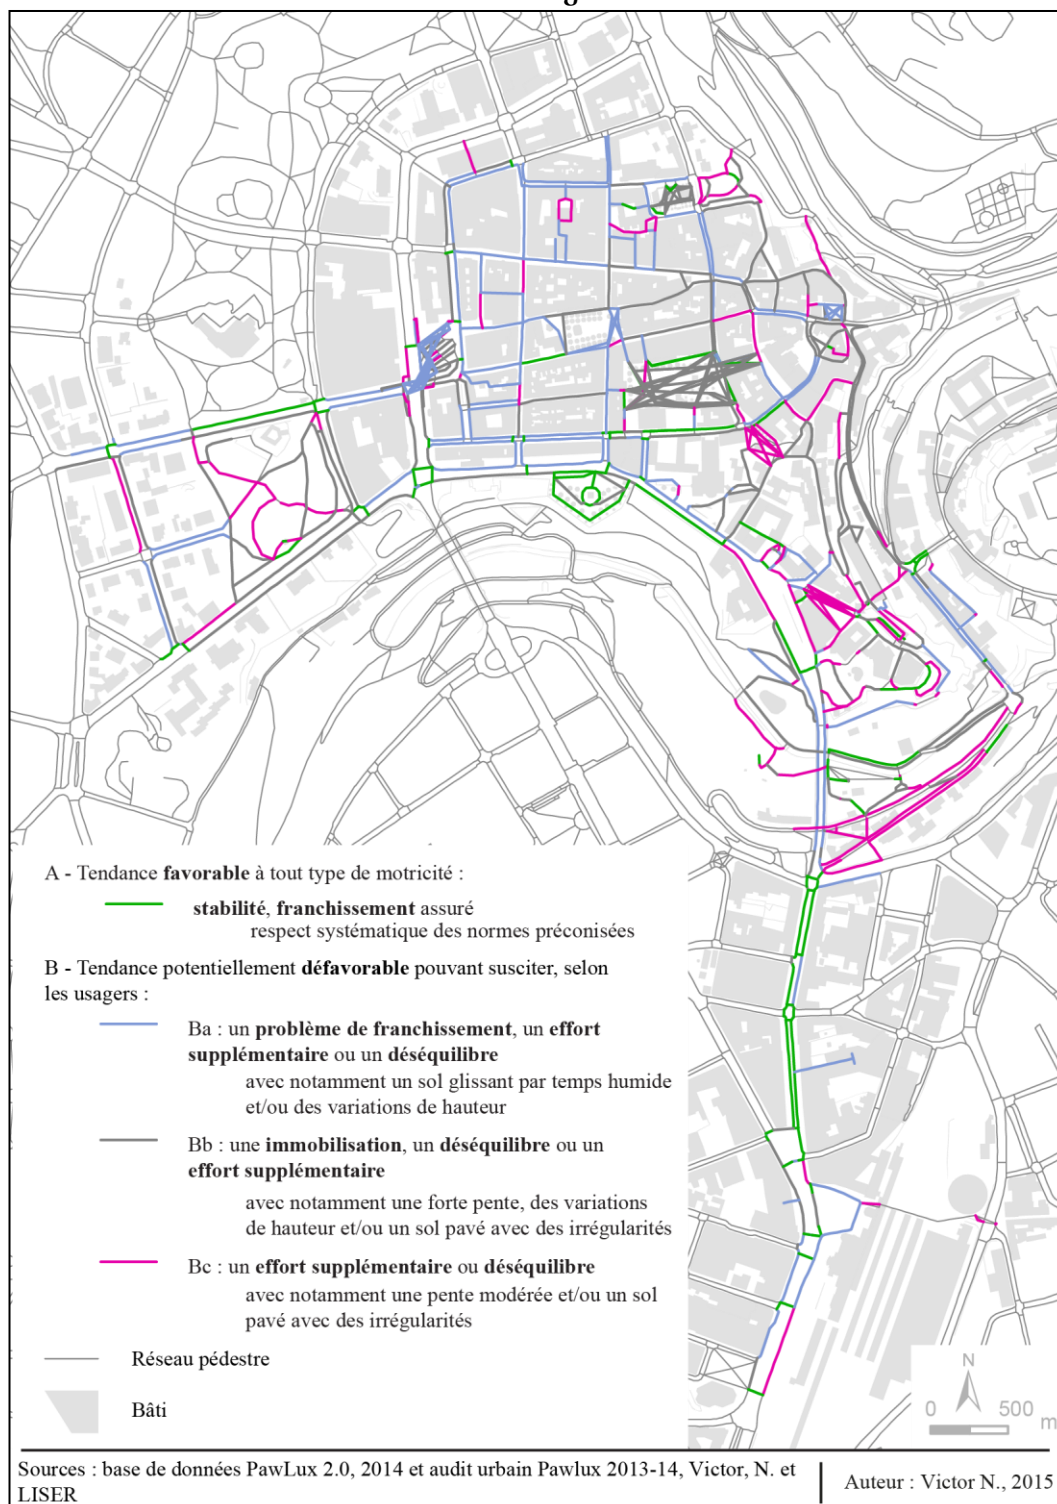 A - Tendance favorable à tout type de motricité :
stabilité, franchissement assuré
respect systématique des normes préconisées
B - Tendance potentiellement défavorable pouvant susciter, selon
les usagers :
Ba : un problème de franchissement, un effort
supplémentaire ou un déséquilibre
avec notamment un sol glissant par temps humide
et/ou des variations de hauteur
Bb : une immobilisation, un déséquilibre ou un
effort supplémentaire
avec notamment une forte pente, des variations
de hauteur et/ou un sol pavé avec des irrégularités
Bc : un effort supplémentaire ou déséquilibre
avec notamment une pente modérée et/ou un sol
pavé avec des irrégularités
Réseau pédestre
Bâti
N
0 500
m
Sources : base de données PawLux 2.0, 2014 et audit urbain Pawlux 2013-14, Victor, N. et
LISER
Auteur : Victor N., 2015